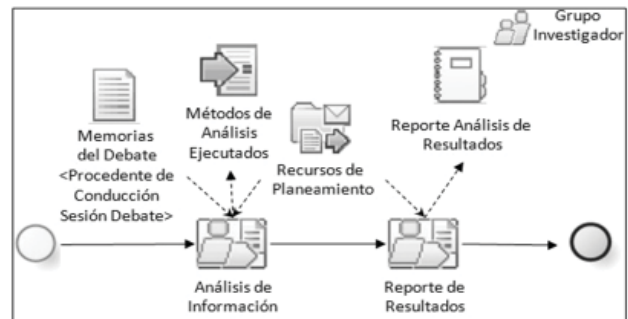 Grupo
Investigador
Memorias
del Debate
<Procedente de
Conducción
Sesión Debate>
Métodos de
Análisis
Ejecutados
Recursos de
Planeamiento
Reporte Análisis de
Resultados
Análisis de
Información
Reporte de
Resultados